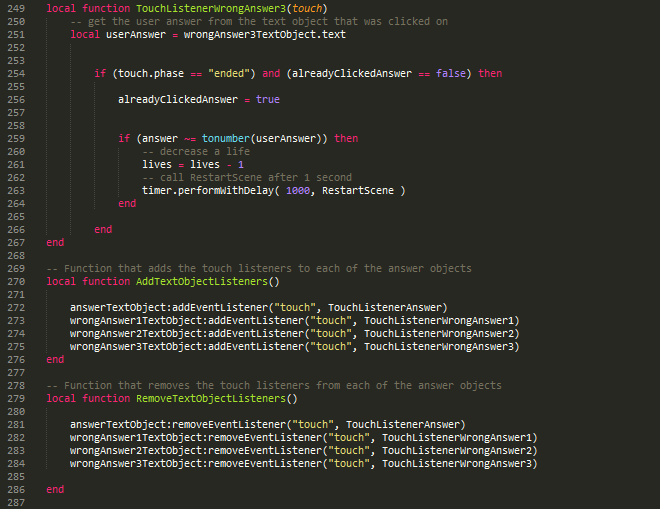 249 local function TouchListenerWrongAnswer3(touch)
250 -- get the user answer from the text object that was clicked on
251 local userAnswer = wrongAnswer3TextObject.text
252
253
254 if (touch.phase == "ended") and (alreadyClickedAnswer == false) then
255
256 alreadyClickedAnswer = true
257
258
259 if (answer ~= tonumber(userAnswer)) then
260 -- decrease a life
261 lives = lives - 1
262 -- call RestartScene after 1 second
263 timer.performWithDelay( 1000, RestartScene )
264 end
265
266 end
267 end
268
269 -- Function that adds the touch listeners to each of the answer objects
270 local function AddTextObjectListeners()
271
272 answerTextObject:addEventListener("touch", TouchListenerAnswer)
273 wrongAnswer1TextObject:addEventListener("touch", TouchListenerWrongAnswer1)
274 wrongAnswer2TextObject:addEventListener("touch", TouchListenerWrongAnswer2)
275 wrongAnswer3TextObject:addEventListener("touch", TouchListenerWrongAnswer3)
276 end
277
278 -- Function that removes the touch listeners from each of the answer objects
279 local function RemoveTextObjectListeners()
280
281 answerTextObject:removeEventListener("touch", TouchListenerAnswer)
282 wrongAnswer1TextObject:removeEventListener("touch", TouchListenerWrongAnswer1)
283 wrongAnswer2TextObject:removeEventListener("touch", TouchListenerWrongAnswer2)
284 wrongAnswer3TextObject:removeEventListener("touch", TouchListenerWrongAnswer3)
285
286 end
287